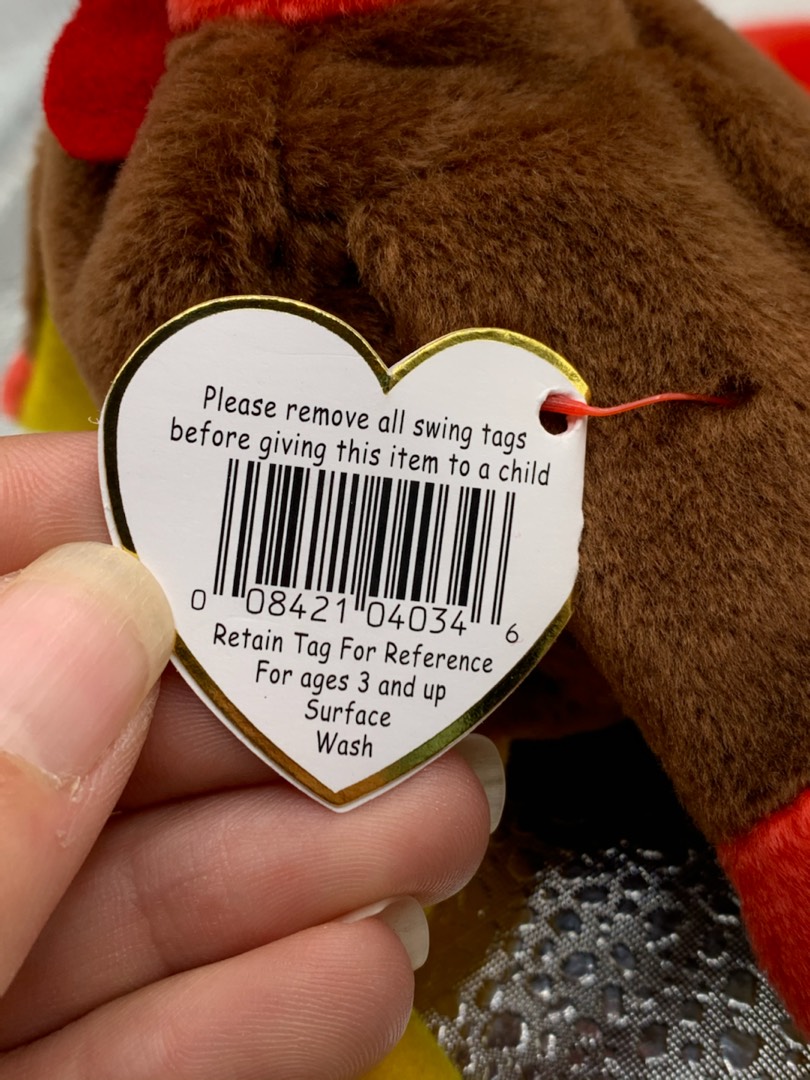 Please remove all swing tags
before giving this item to a child
0 08421 04034 6
Retain Tag For Reference
For ages 3 and up
Surface
Wash